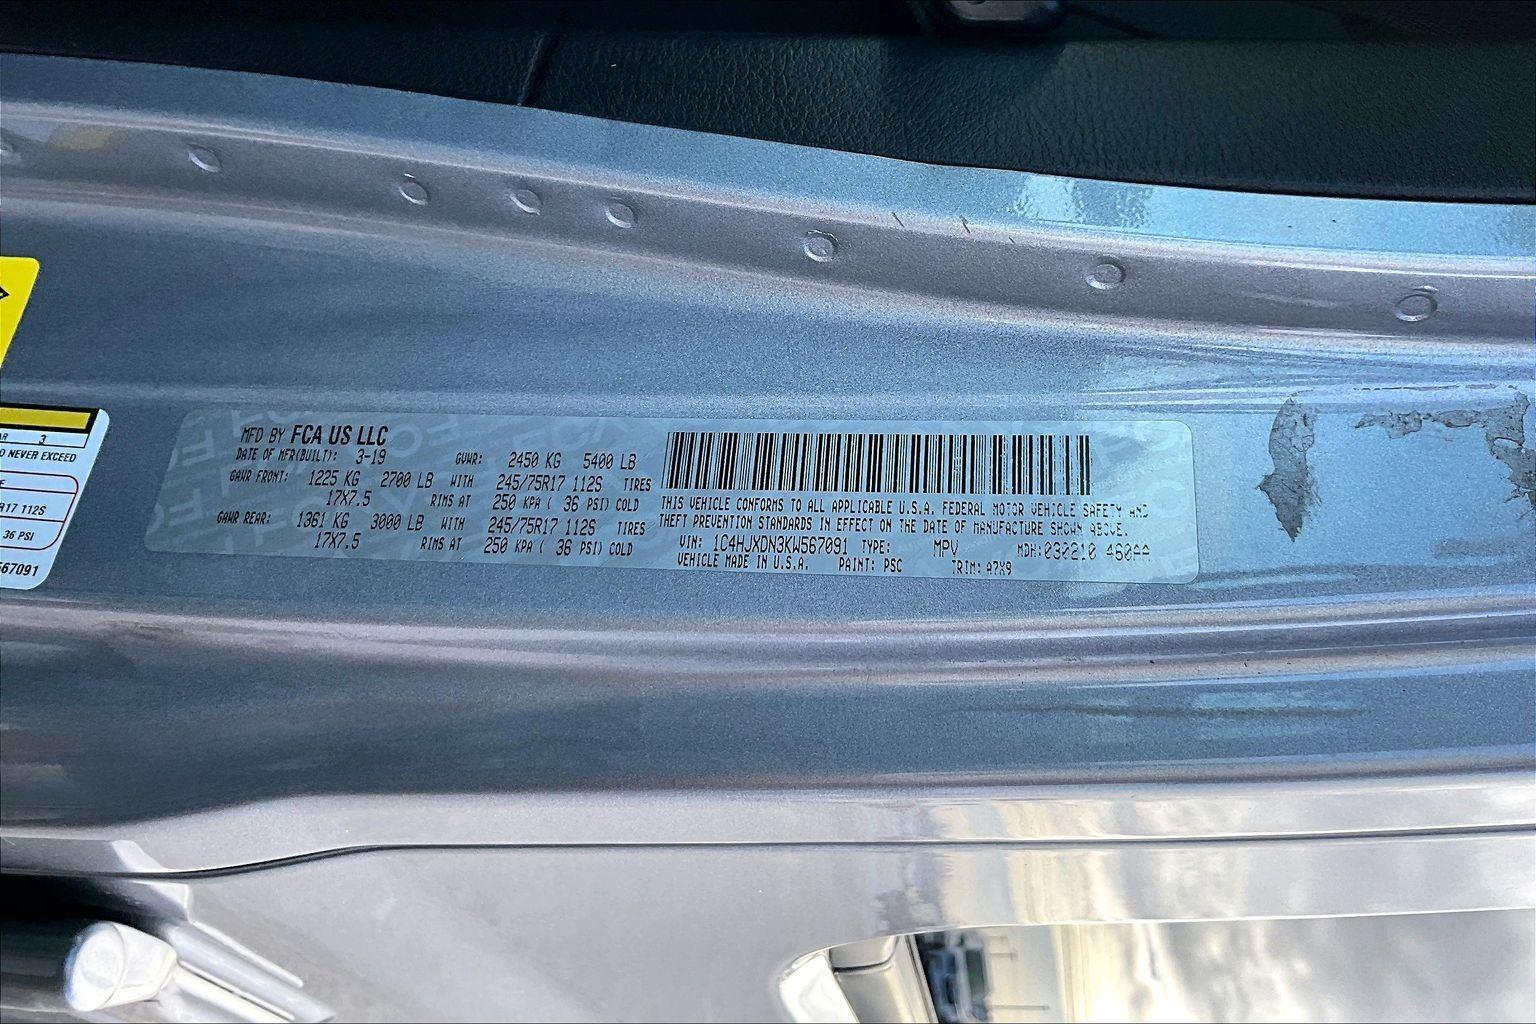 AR 3
D NEVER EXCEED
R17 112S
36 PSI
567091
MFD BY FCA US LLC
DATE OF MFR(BUILT): 3-19 GVWR: 2450 KG 5400 LB
GAWR FRONT: 1225 KG 2700 LB WITH 245/75R17 112S TIRES
17X7.5 RIMS AT 250 KPA ( 36 PSI) COLD
GAWR REAR: 1361 KG 3000 LB WITH 245/75R17 112S TIRES
17X7.5 RIMS AT 250 KPA ( 36 PSI) COLD
THIS VEHICLE CONFORMS TO ALL APPLICABLE U.S.A. FEDERAL MOTOR VEHICLE SAFETY AND
THEFT PREVENTION STANDARDS IN EFFECT ON THE DATE OF MANUFACTURE SHOWN ABOVE.
VIN: 1C4HJXDN3KW567091 TYPE: MPV MDH:
VEHICLE MADE IN U.S.A. PAINT: PSC TRIM: A7X9